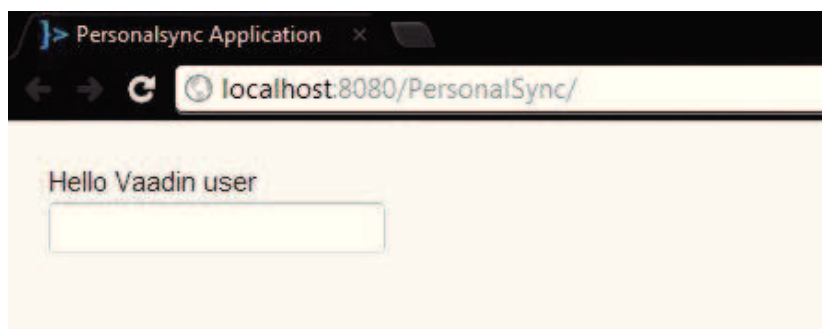 }> Personalsync Application
localhost:8080/PersonalSync/
Hello Vaadin user